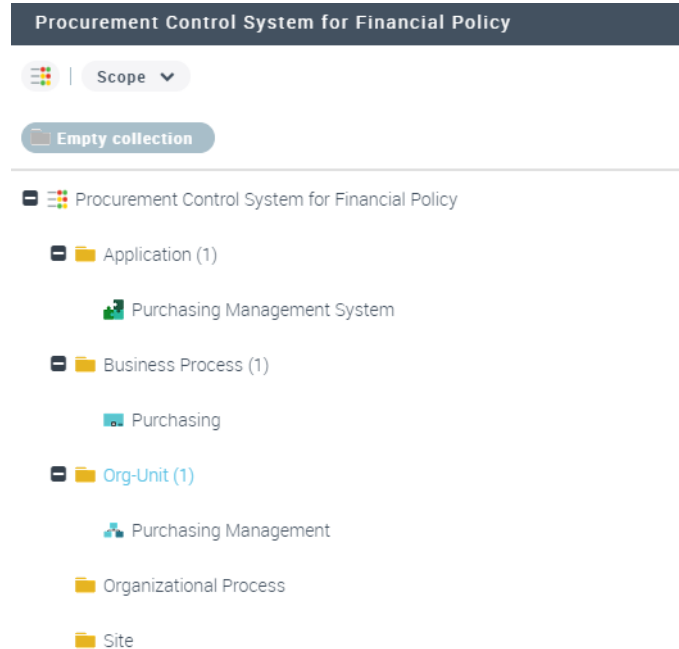 Procurement Control System for Financial Policy
Scope
Empty collection
Procurement Control System for Financial Policy
Application (1)
Purchasing Management System
Business Process (1)
Purchasing
Org-Unit (1)
Purchasing Management
Organizational Process
Site